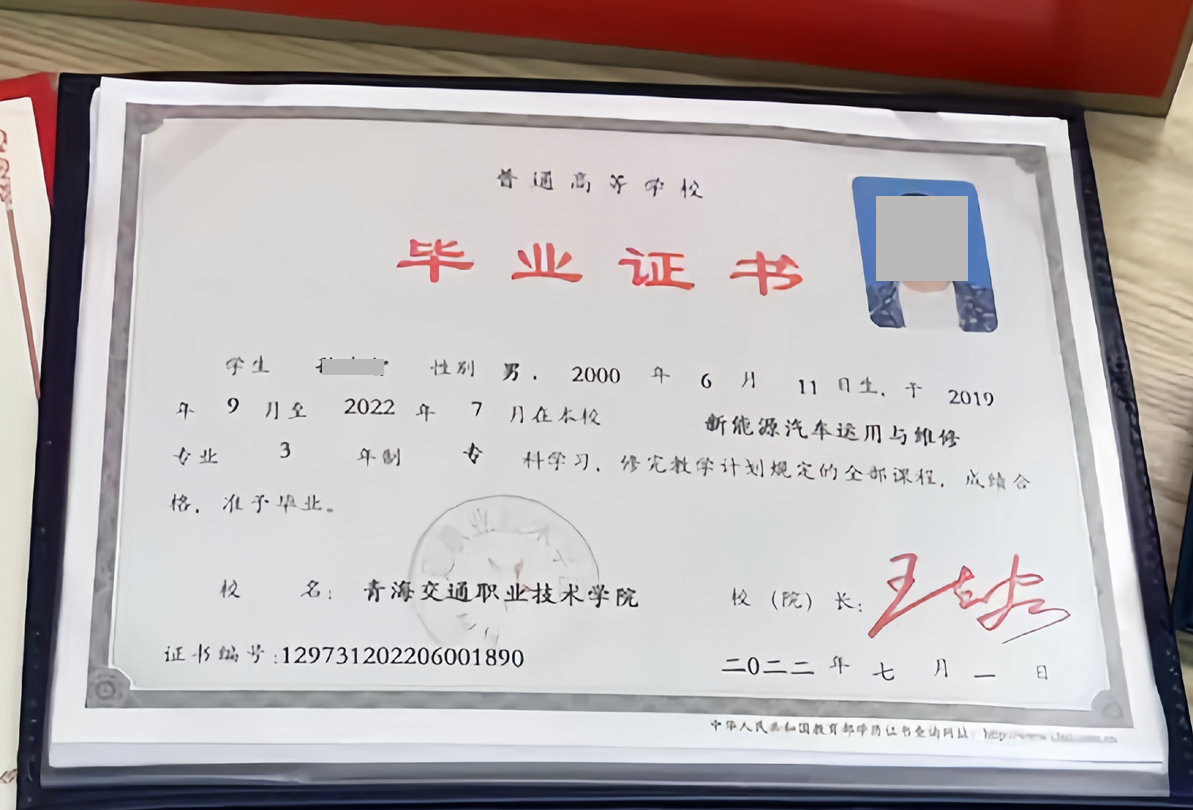 普通高等学校
毕业证书
学生 性别 男. 2000 年 6 月 11 日生, 于 2019
年 9 月至 2022 年 7 月在本校 新能源汽车运用与维修
专业 3 年制 专 科学习, 修完教学计划规定的全部课程, 成绩合
格, 准予毕业。
校 名: 青海交通职业技术学院 校(院)长:
证书编号:129731202206001890 二〇二二 年 七 月 一 日
中华人民共和国教育部学历证书查询网址: